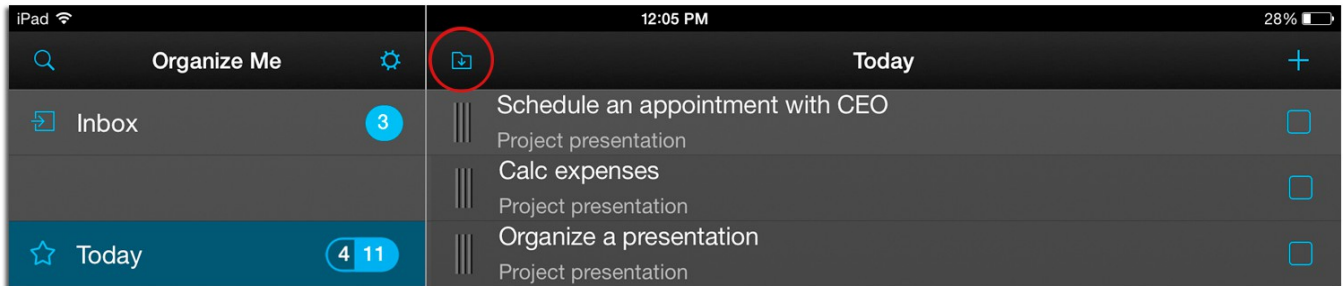 iPad 12:05 PM 28%
Organize Me
Today
Inbox 3
Today 4 11
Schedule an appointment with CEO
Project presentation
Calc expenses
Project presentation
Organize a presentation
Project presentation